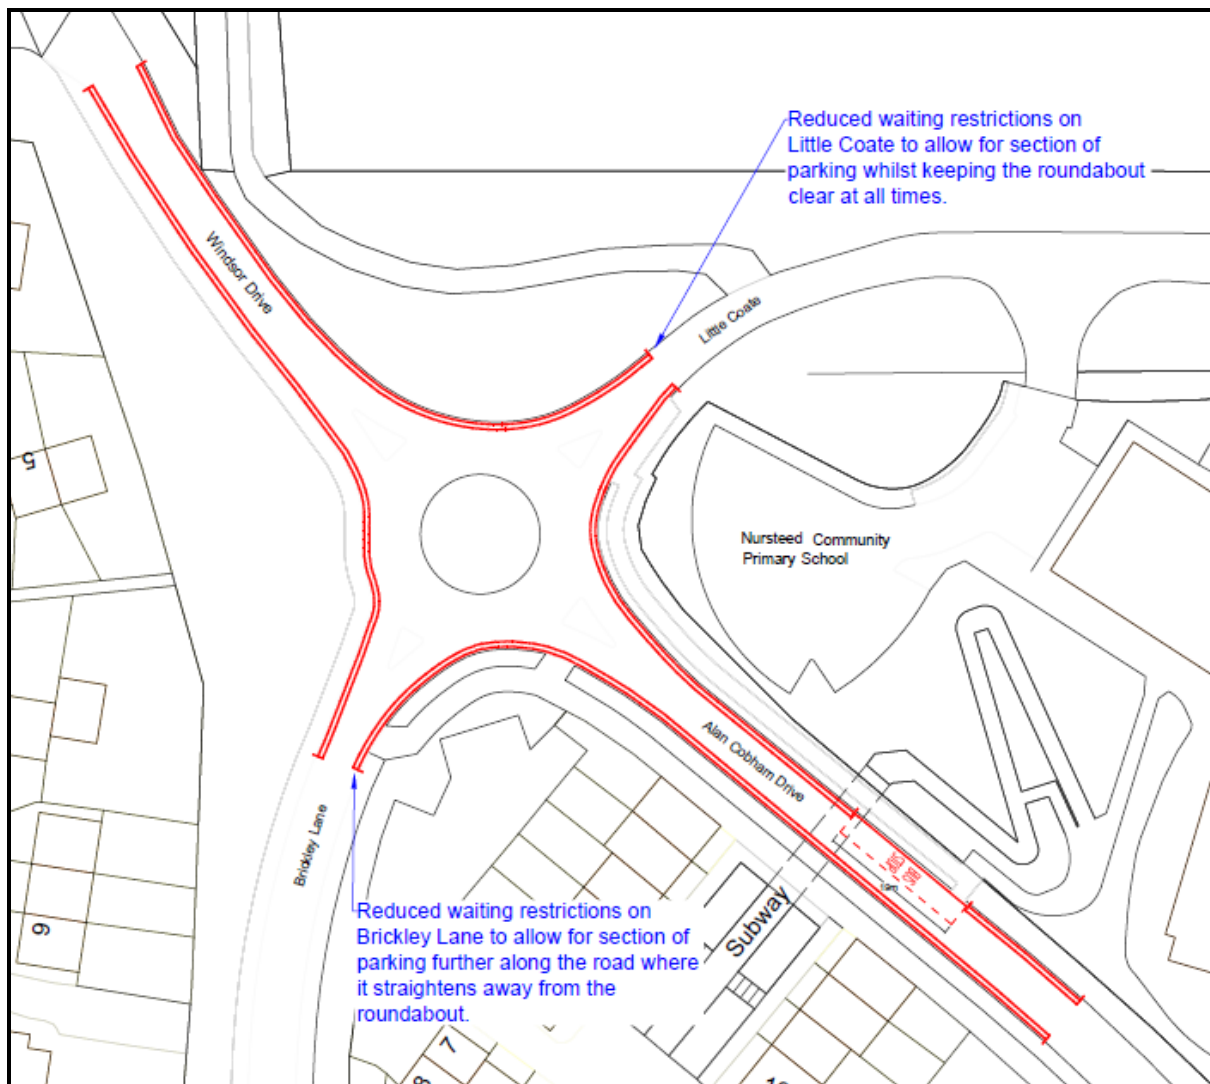 Reduced waiting restrictions on
Little Coate to allow for section of
parking whilst keeping the roundabout
clear at all times.
Windsor Drive
Little Coate
5
Nursteed Community
Primary School
Alan Cobham Drive
BUS
STOP
Brickley Lane
Subway
9
Reduced waiting restrictions on
Brickley Lane to allow for section of
parking further along the road where
it straightens away from the
roundabout.
7